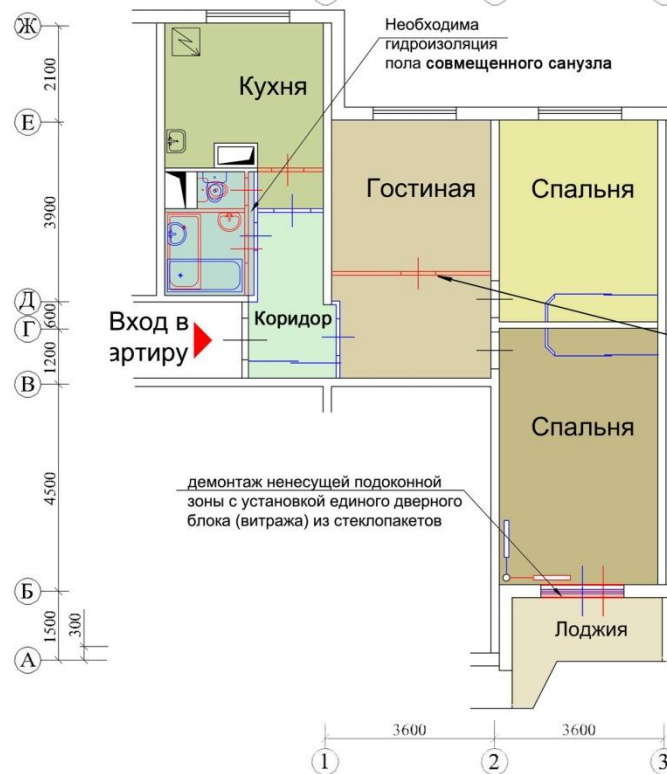 Ж
Е
Д
Г
В
Б
А
2100
3900
600
1200
4500
1500
300
Необходима
гидроизоляция
пола совмещенного санузла
Кухня
Гостиная
Спальня
Вход в
артиру
Коридор
Спальня
демонтаж ненесущей подоконной
зоны с установкой единого дверного
блока (витража) из стеклопакетов
Лоджия
3600
3600
1
2
3